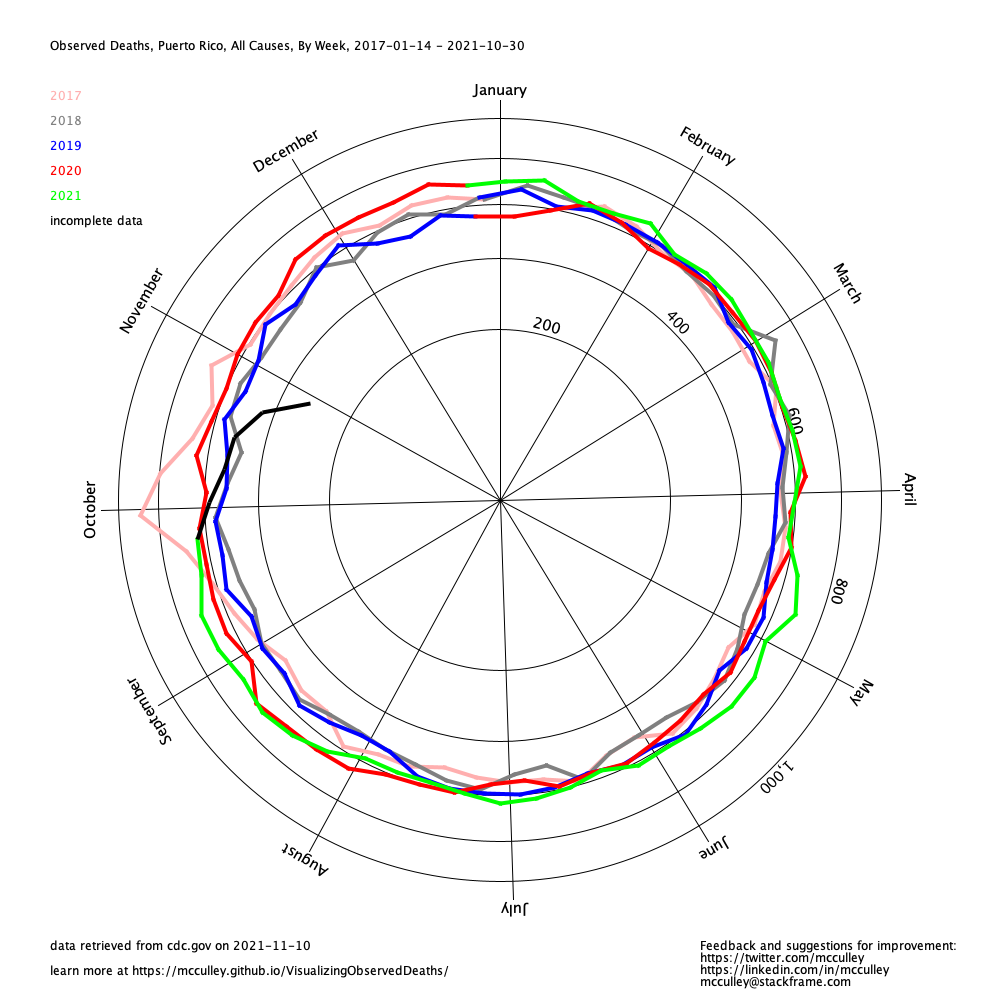 Observed Deaths, Puerto Rico, All Causes, By Week, 2017-01-14 - 2021-10-30
2017
2018
2019
2020
2021
incomplete data
January
February
March
April
May
June
July
August
September
October
November
December
200
400
600
800
1,000
data retrieved from cdc.gov on 2021-11-10
learn more at https://mcculley.github.io/VisualizingObservedDeaths/
Feedback and suggestions for improvement:
https://twitter.com/mcculley
https://linkedin.com/in/mcculley
mcculley@stackframe.com